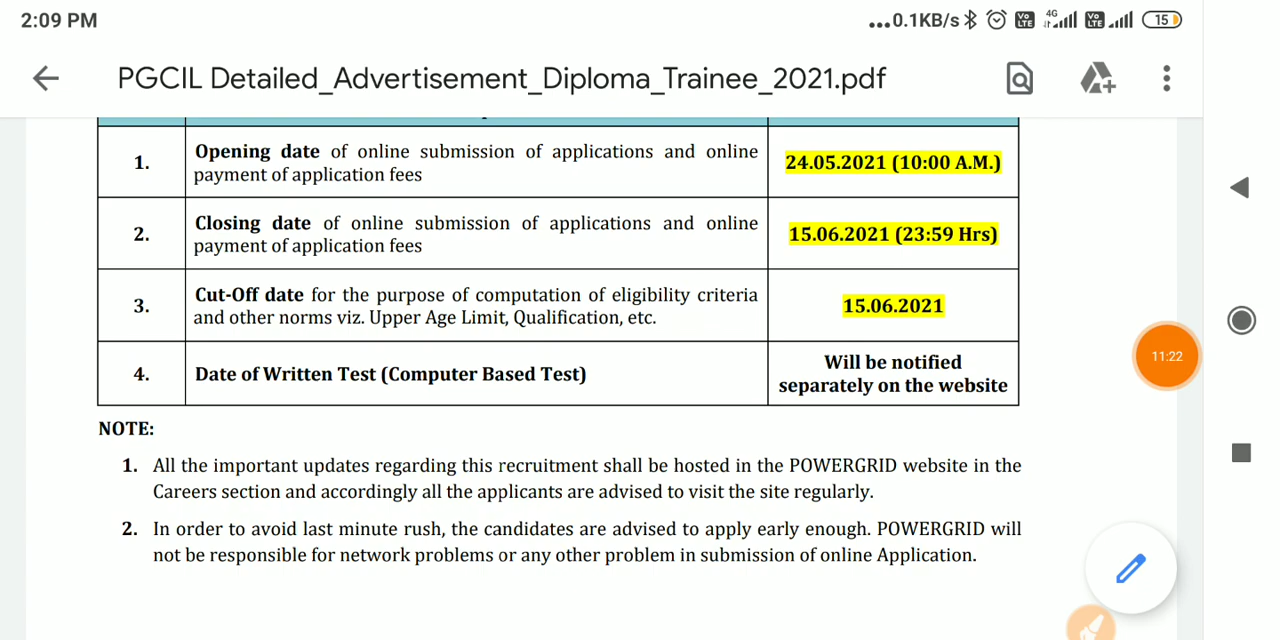 2:09 PM
...0.1KB/s 4G Vo LTE Vo LTE 15
PGCIL Detailed_Advertisement_Diploma_Trainee_2021.pdf
1.
Opening date of online submission of applications and online
payment of application fees
24.05.2021 (10:00 A.M.)
2.
Closing date of online submission of applications and online
payment of application fees
15.06.2021 (23:59 Hrs)
3.
Cut-Off date for the purpose of computation of eligibility criteria
and other norms viz. Upper Age Limit, Qualification, etc.
15.06.2021
11:22
4.
Date of Written Test (Computer Based Test)
Will be notified
separately on the website
NOTE:
1. All the important updates regarding this recruitment shall be hosted in the POWERGRID website in the
Careers section and accordingly all the applicants are advised to visit the site regularly.
2. In order to avoid last minute rush, the candidates are advised to apply early enough. POWERGRID will
not be responsible for network problems or any other problem in submission of online Application.